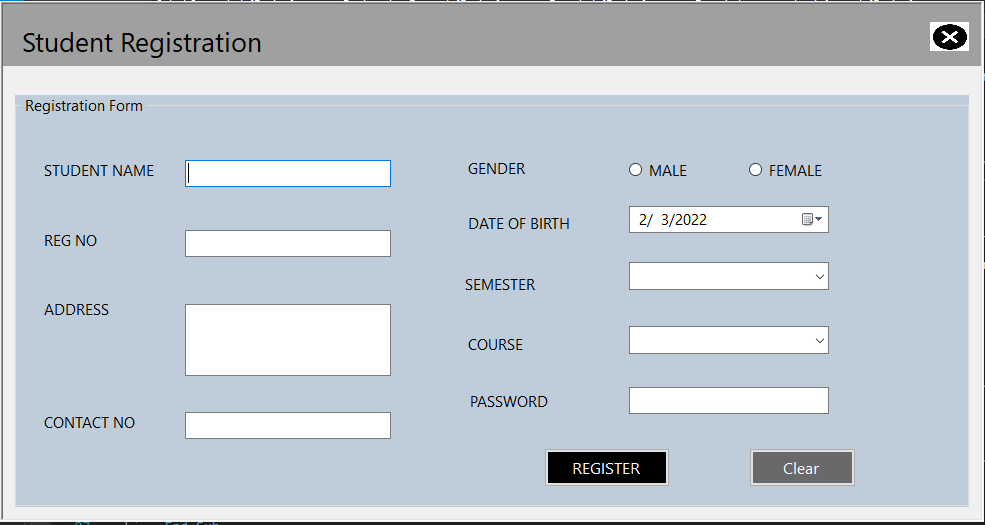 Student Registration
Registration Form
STUDENT NAME
GENDER
MALE
FEMALE
REG NO
DATE OF BIRTH
2/ 3/2022
ADDRESS
SEMESTER
COURSE
CONTACT NO
PASSWORD
REGISTER
Clear